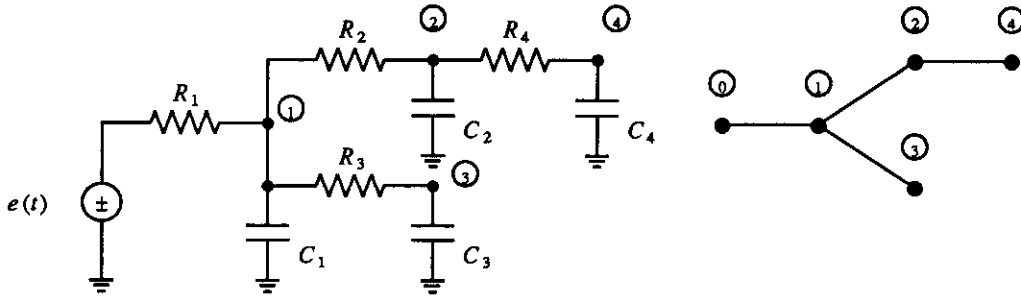 ② ④
R₂ R₄
② ④
R₁
①
⓪ ①
C₂ C₄
R₃
③
③
e(t) ±
C₁ C₃